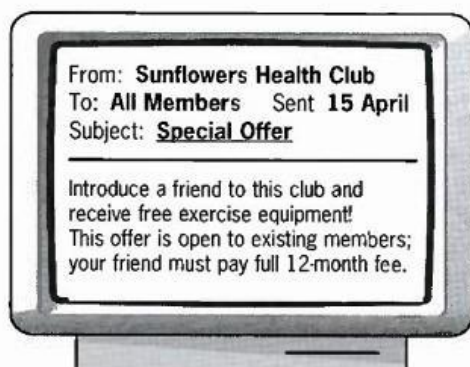 From: Sunflowers Health Club
To: All Members Sent 15 April
Subject: Special Offer
Introduce a friend to this club and
receive free exercise equipment!
This offer is open to existing members;
your friend must pay full 12-month fee.